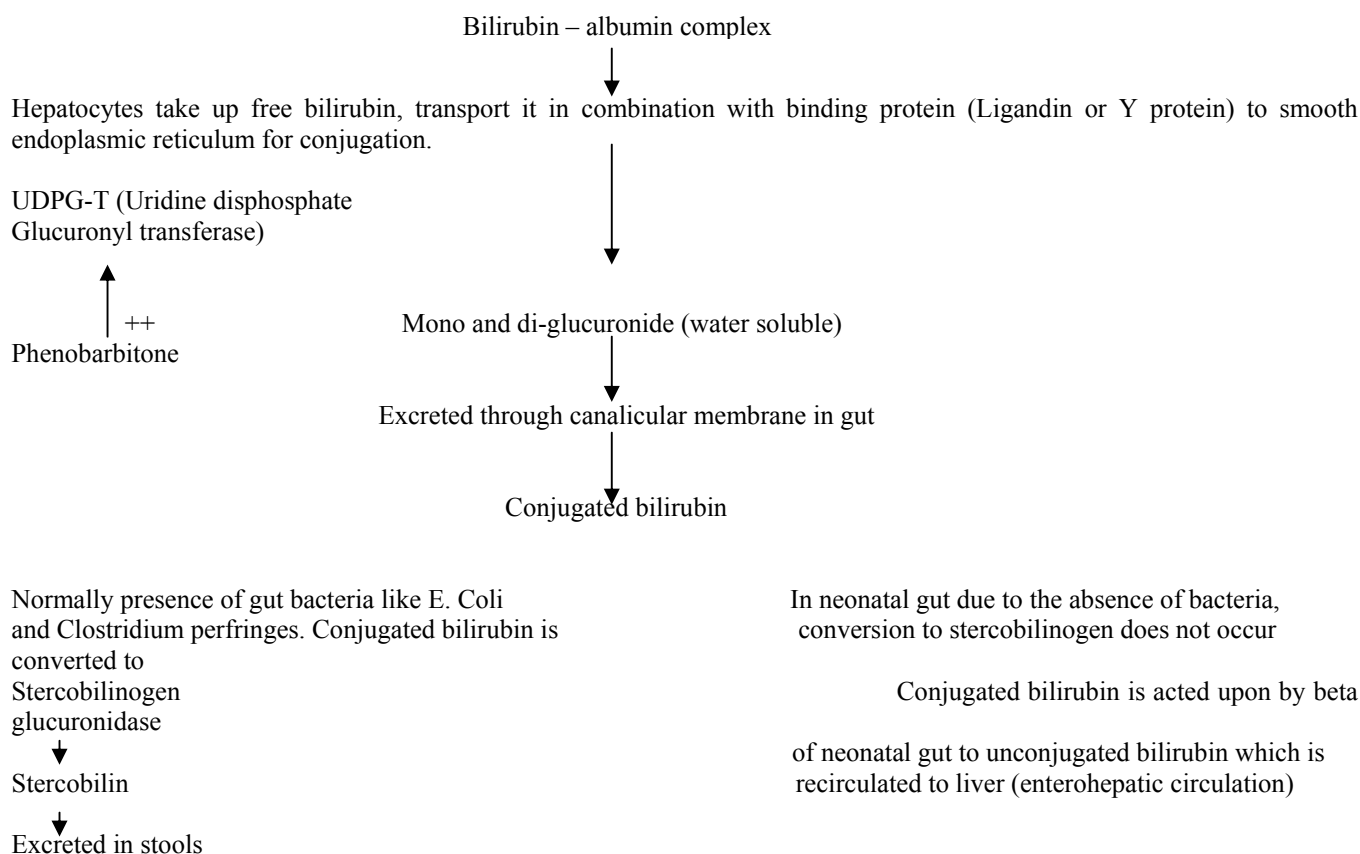 Bilirubin – albumin complex
Hepatocytes take up free bilirubin, transport it in combination with binding protein (Ligandin or Y protein) to smooth
endoplasmic reticulum for conjugation.
UDPG-T (Uridine disphosphate
Glucuronyl transferase)
++
Phenobarbitone
Mono and di-glucuronide (water soluble)
Excreted through canalicular membrane in gut
Conjugated bilirubin
Normally presence of gut bacteria like E. Coli
and Clostridium perfringes. Conjugated bilirubin is
converted to
Stercobilinogen
glucuronidase
Stercobilin
Excreted in stools
In neonatal gut due to the absence of bacteria,
conversion to stercobilinogen does not occur
Conjugated bilirubin is acted upon by beta
of neonatal gut to unconjugated bilirubin which is
recirculated to liver (enterohepatic circulation)